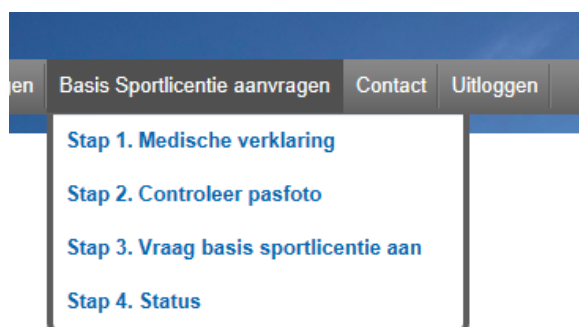 Basis Sportlicentie aanvragen Contact Uitloggen
Stap 1. Medische verklaring
Stap 2. Controleer pasfoto
Stap 3. Vraag basis sportlicentie aan
Stap 4. Status